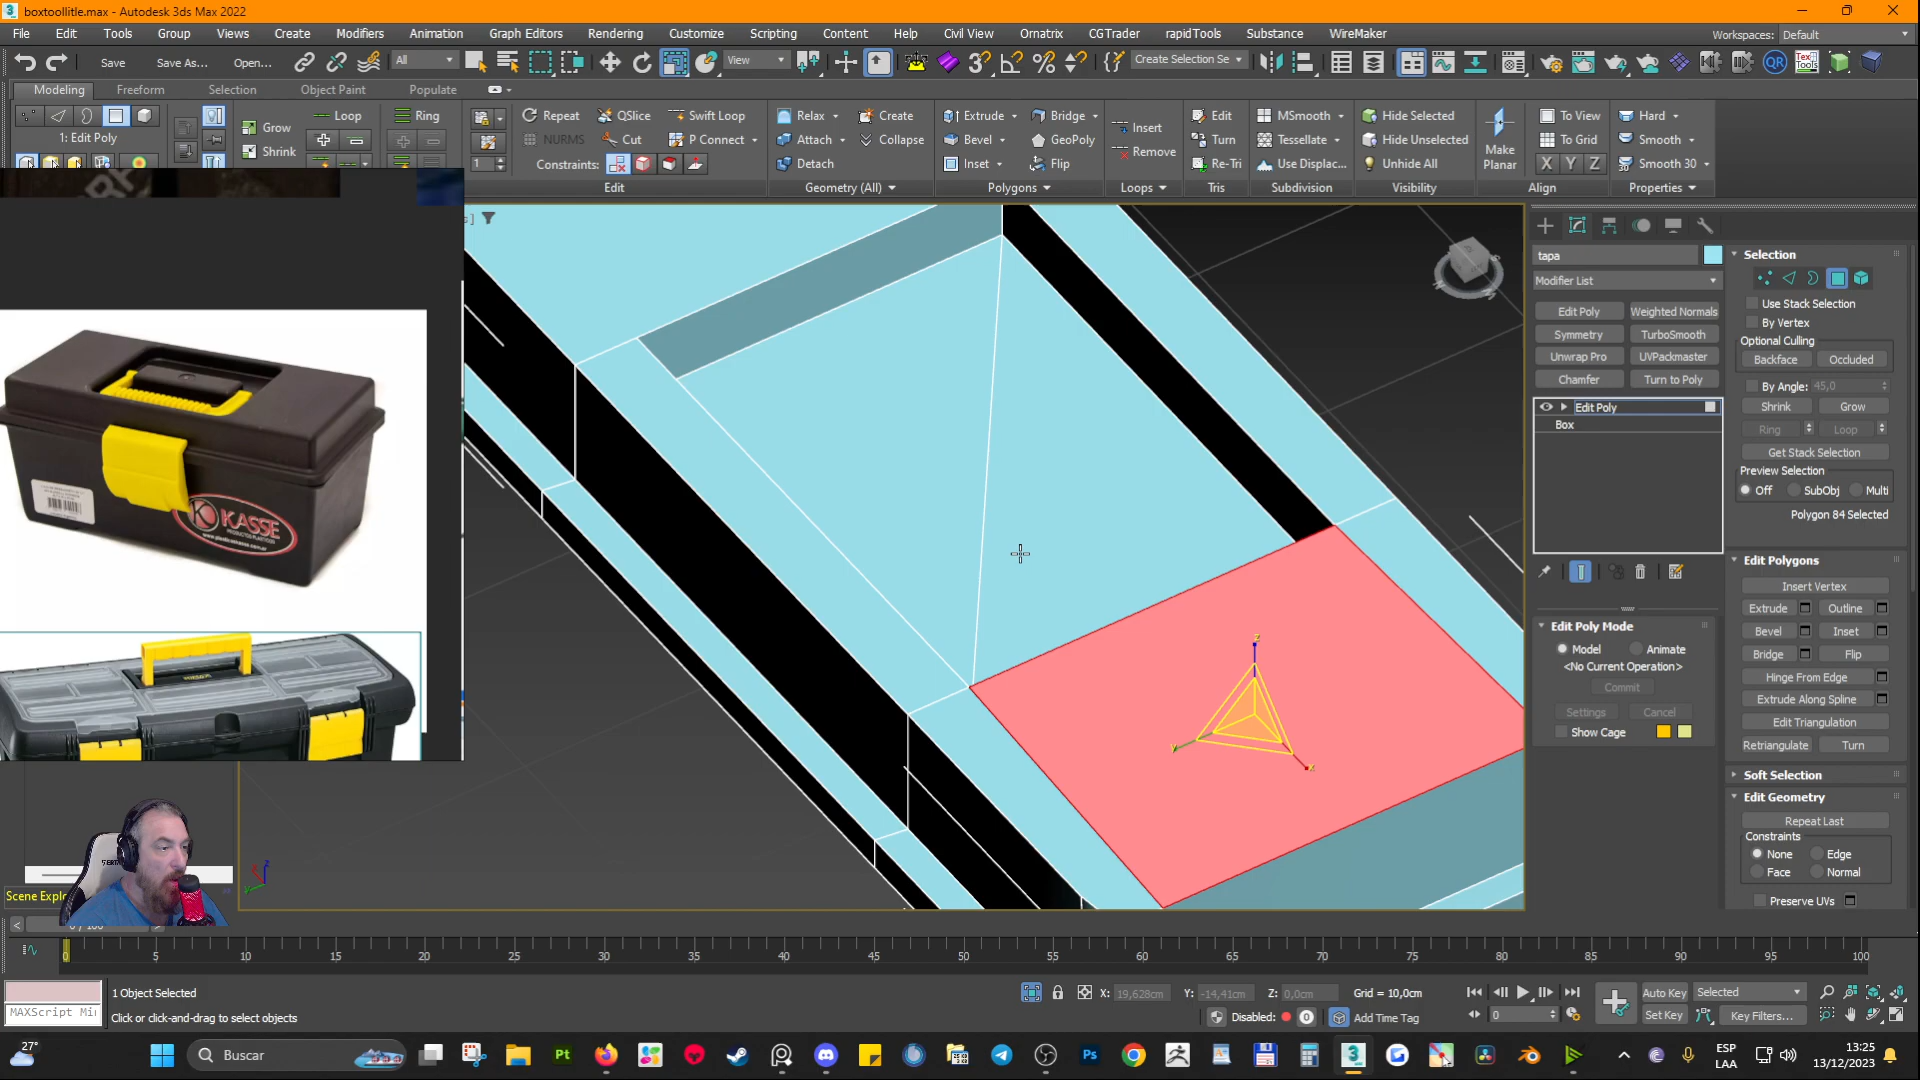 boxtoollitle.max - Autodesk 3ds Max 2022
File Edit Tools Group Views Create Modifiers Animation Graph Editors Rendering Customize Scripting Content Help Civil View Ornatrix CGTrader rapidTools Substance WireMaker
Workspaces: Default
Save Save As... Open... All View Create Selection Se
Modeling Freeform Selection Object Paint Populate
Loop Ring Repeat QSlice Swift Loop Relax Create Extrude Bridge Insert Edit MSmooth Hide Selected To View Hard
1: Edit Poly Grow NURMS Cut P Connect Attach Collapse Bevel GeoPoly Remove Turn Tessellate Hide Unselected Make Planar To Grid Smooth
Shrink 1 Constraints: Detach Inset Flip Re-Tri Use Displac... Unhide All X Y Z Smooth 30
Edit Geometry (All) Polygons Loops Tris Subdivision Visibility Align Properties
tapa
Modifier List
Edit Poly Weighted Normals
Symmetry TurboSmooth
Unwrap Pro UVPackmaster
Chamfer Turn to Poly
Edit Poly
Box
Edit Poly Mode
Model Animate
<No Current Operation>
Commit
Settings Cancel
Show Cage
Selection
Use Stack Selection
By Vertex
Optional Culling
Backface Occluded
By Angle: 45,0
Shrink Grow
Ring Loop
Get Stack Selection
Preview Selection
Off SubObj Multi
Polygon 84 Selected
Edit Polygons
Insert Vertex
Extrude Outline
Bevel Inset
Bridge Flip
Hinge From Edge
Extrude Along Spline
Edit Triangulation
Retriangulate Turn
Soft Selection
Edit Geometry
Repeat Last
Constraints
None Edge
Face Normal
Preserve UVs
KASSE
z
y
x
Scene Explo
0 / 100
0 5 10 15 20 25 30 35 40 45 50 55 60 65 70 75 80 85 90 95 100
1 Object Selected
X: 19,628cm Y: -14,41cm Z: 0,0cm Grid = 10,0cm
Auto Key Selected
MAXScript Mi
Click or click-and-drag to select objects
Disabled: 0 Add Time Tag
0
Set Key Key Filters...
27°
Buscar
ESP
LAA
13:25
13/12/2023